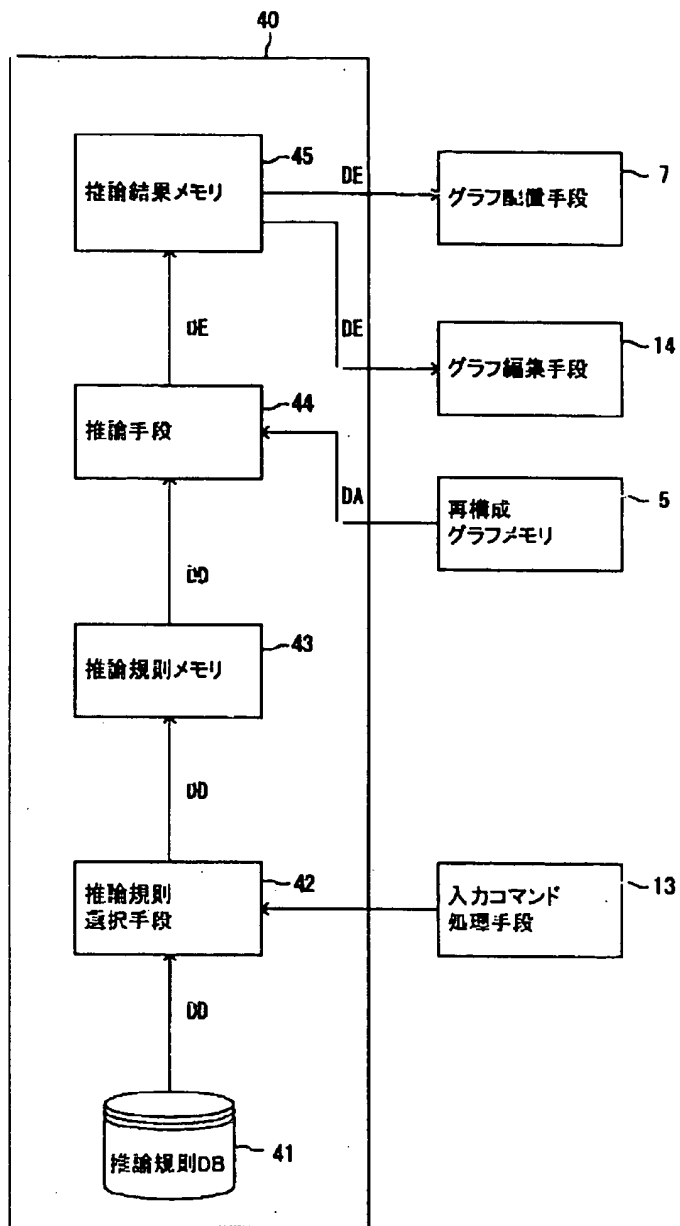 40
45
推論結果メモリ
DE
7
グラフ配置手段
DE
DE
14
グラフ編集手段
44
推論手段
DA
5
再構成
グラフメモリ
DD
43
推論規則メモリ
DD
42
推論規則
選択手段
13
入力コマンド
処理手段
DD
推論規則DB
41